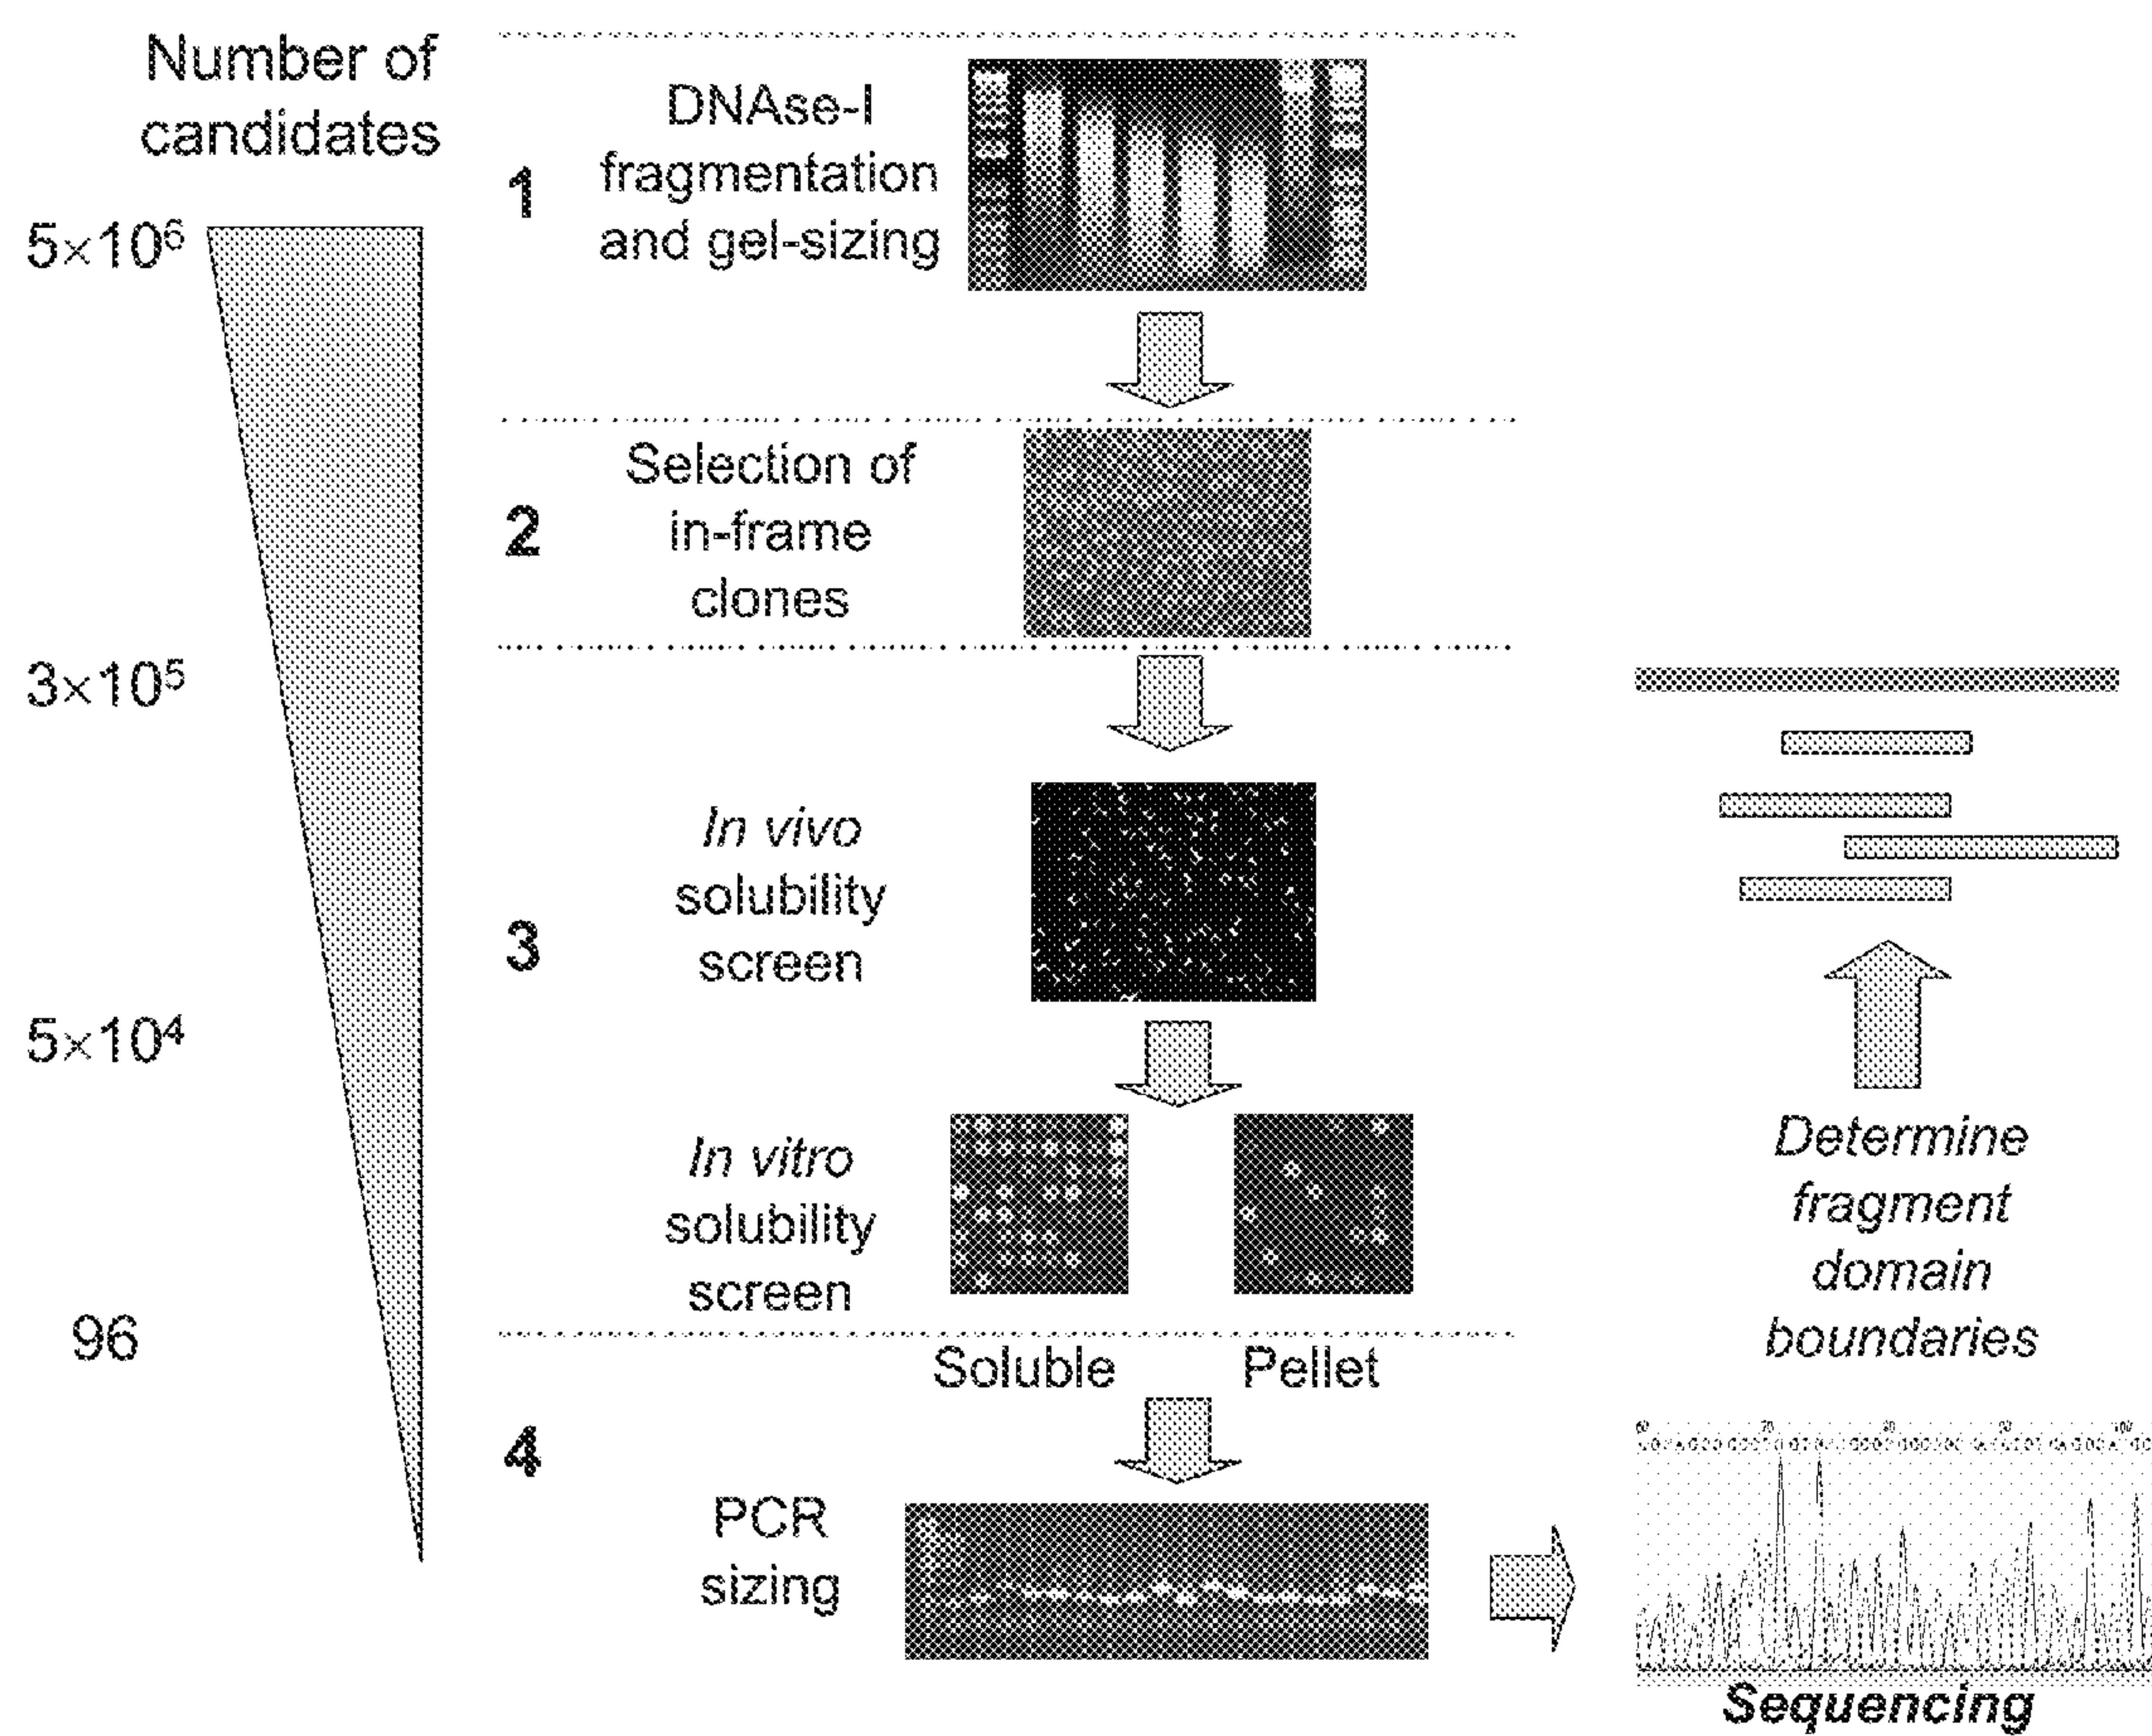 Number of
candidates
5×10⁶
3×10⁵
5×10⁴
96
1
DNAse-I
fragmentation
and gel-sizing
2
Selection of
in-frame
clones
3
In vivo
solubility
screen
In vitro
solubility
screen
Soluble
Pellet
4
PCR
sizing
Determine
fragment
domain
boundaries
Sequencing